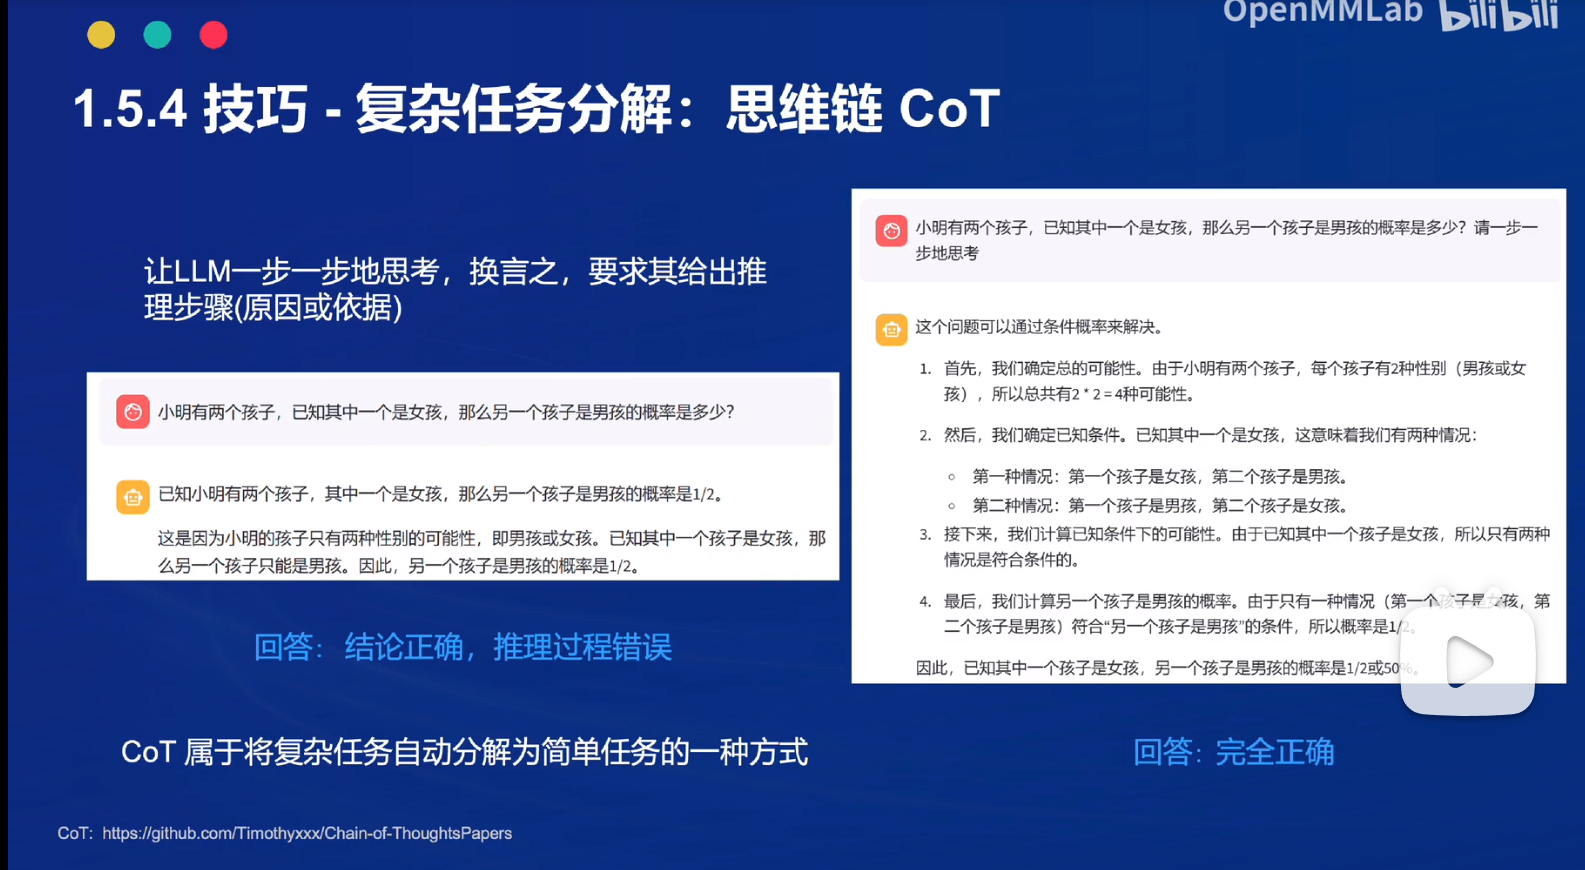 OpenMMLab bilibili
1.5.4 技巧 - 复杂任务分解：思维链 CoT
让LLM一步一步地思考，换言之，要求其给出推
理步骤(原因或依据)
小明有两个孩子，已知其中一个是女孩，那么另一个孩子是男孩的概率是多少？
已知小明有两个孩子，其中一个是女孩，那么另一个孩子是男孩的概率是1/2。
这是因为小明的孩子只有两种性别的可能性，即男孩或女孩。已知其中一个孩子是女孩，那
么另一个孩子只能是男孩。因此，另一个孩子是男孩的概率是1/2。
回答：结论正确，推理过程错误
CoT 属于将复杂任务自动分解为简单任务的一种方式
小明有两个孩子，已知其中一个是女孩，那么另一个孩子是男孩的概率是多少？请一步一
步地思考
这个问题可以通过条件概率来解决。
1. 首先，我们确定总的可能性。由于小明有两个孩子，每个孩子有2种性别（男孩或女
孩），所以总共有2 * 2 = 4种可能性。
2. 然后，我们确定已知条件。已知其中一个是女孩，这意味着我们有两种情况：
第一种情况：第一个孩子是女孩，第二个孩子是男孩。
第二种情况：第一个孩子是男孩，第二个孩子是女孩。
3. 接下来，我们计算已知条件下的可能性。由于已知其中一个孩子是女孩，所以只有两种
情况是符合条件的。
4. 最后，我们计算另一个孩子是男孩的概率。由于只有一种情况（第一个孩子是女孩，第
二个孩子是男孩）符合“另一个孩子是男孩”的条件，所以概率是1/2。
因此，已知其中一个孩子是女孩，另一个孩子是男孩的概率是1/2或50%。
回答：完全正确
CoT: https://github.com/Timothyxxx/Chain-of-ThoughtsPapers